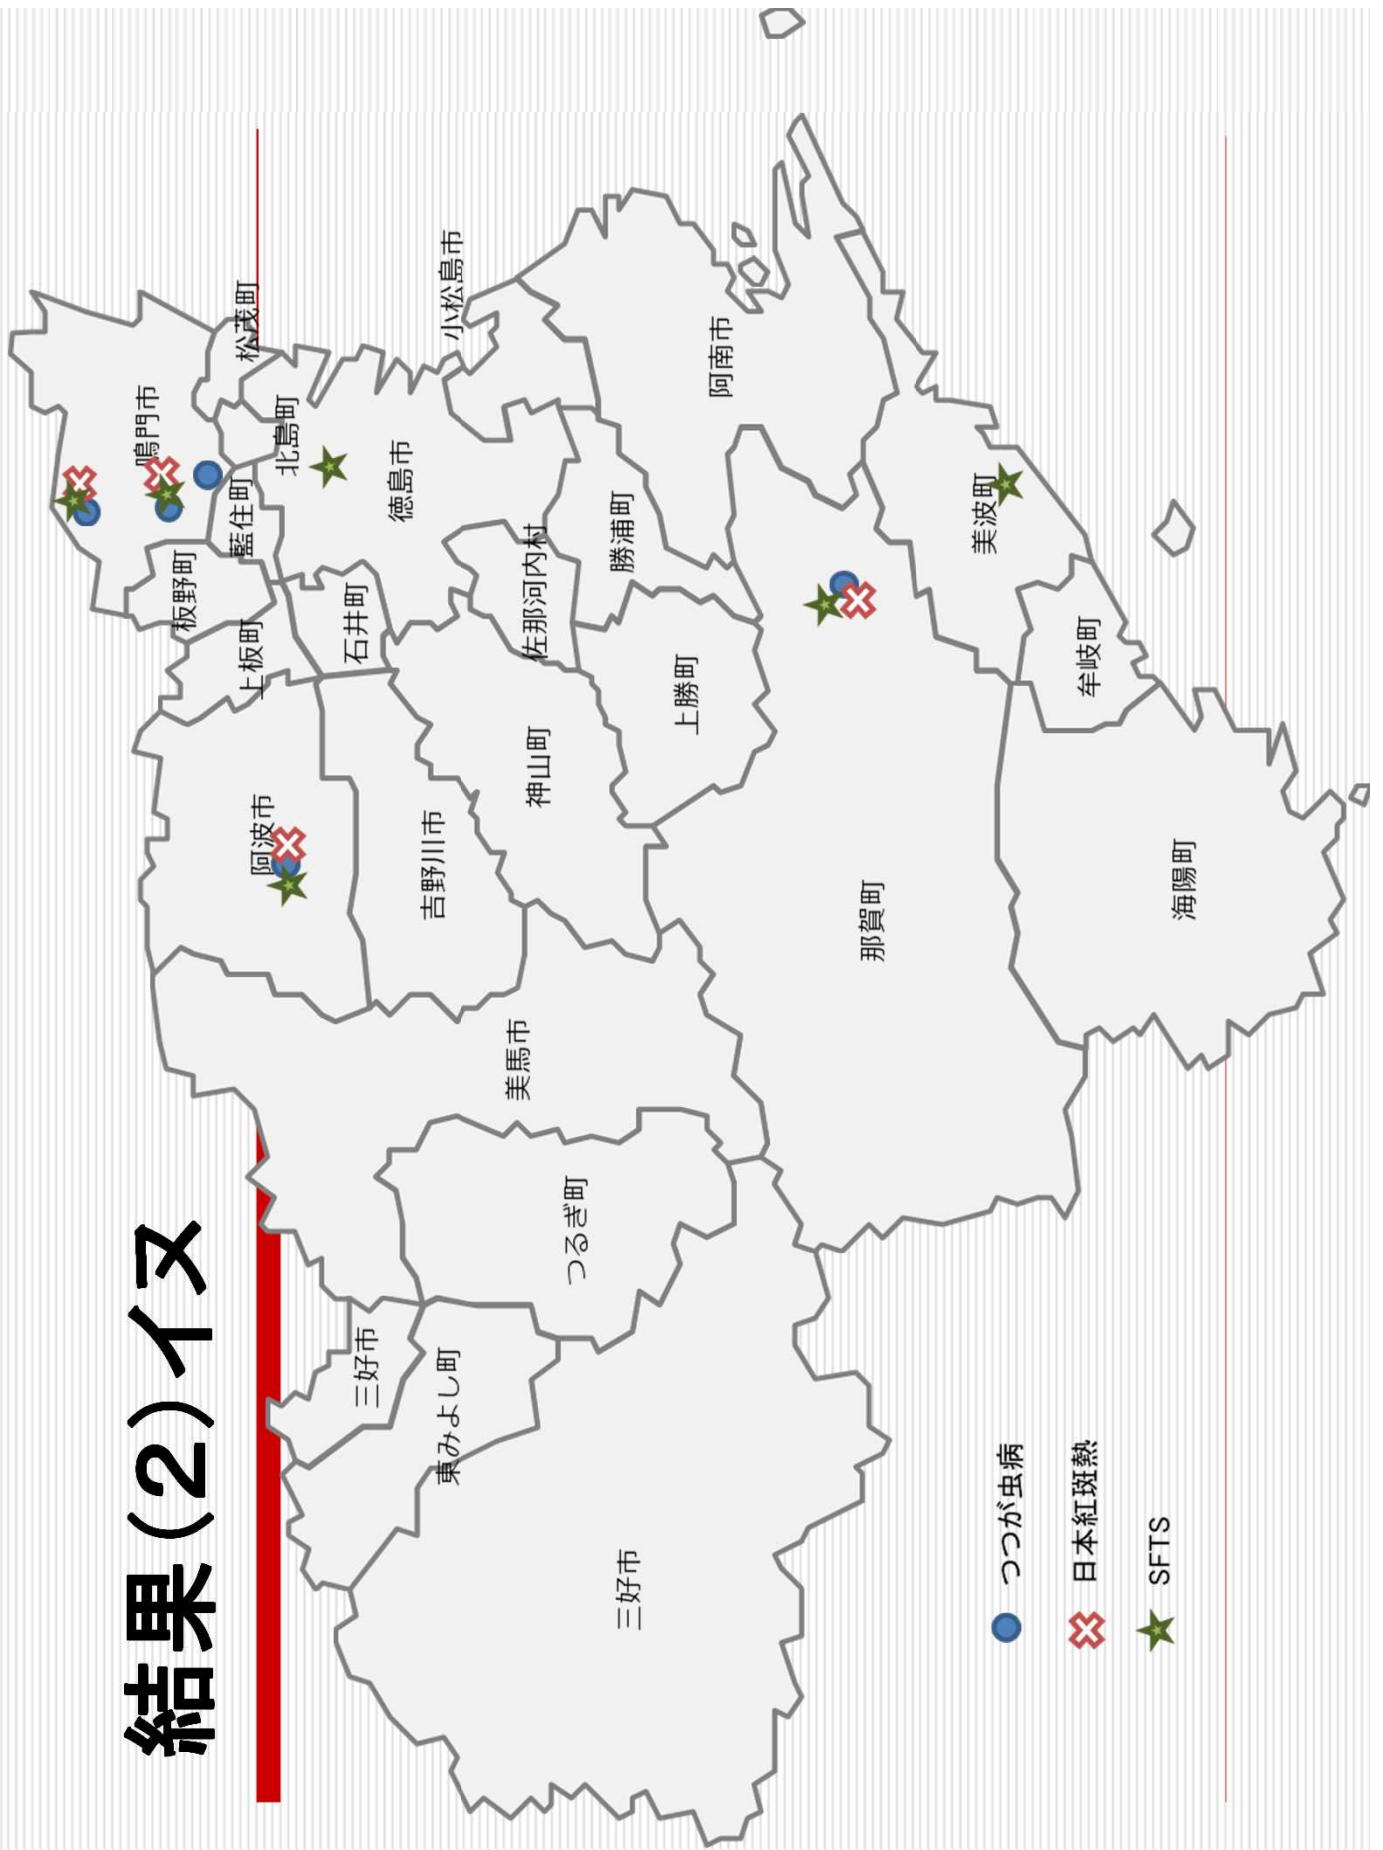 結果(2)イヌ
鳴門市
松茂町
北島町
藍住町
板野町
上板町
徳島市
石井町
小松島市
阿波市
吉野川市
神山町
佐那河内村
勝浦町
上勝町
阿南市
美馬市
つるぎ町
三好市
東みよし町
三好市
那賀町
美波町
牟岐町
海陽町
つつが虫病
日本紅斑熱
SFTS